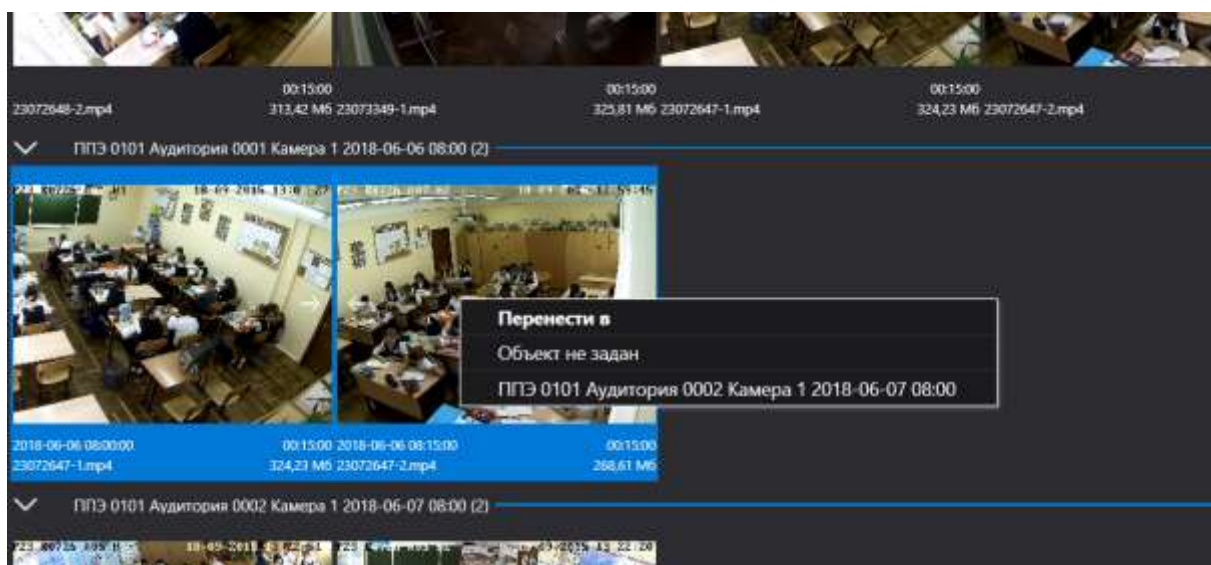 00:15:00 00:15:00 00:15:00
23072648-2.mp4 313,42 Мб 23073349-1.mp4 325,81 Мб 23072647-1.mp4 324,23 Мб 23072647-2.mp4
ППЭ 0101 Аудитория 0001 Камера 1 2018-06-06 08:00 (2)
Перенести в
Объект не задан
ППЭ 0101 Аудитория 0002 Камера 1 2018-06-07 08:00
2018-06-06 08:00:00 00:15:00 2018-06-06 08:15:00 00:15:00
23072647-1.mp4 324,23 Мб 23072647-2.mp4 268,61 Мб
ППЭ 0101 Аудитория 0002 Камера 1 2018-06-07 08:00 (2)